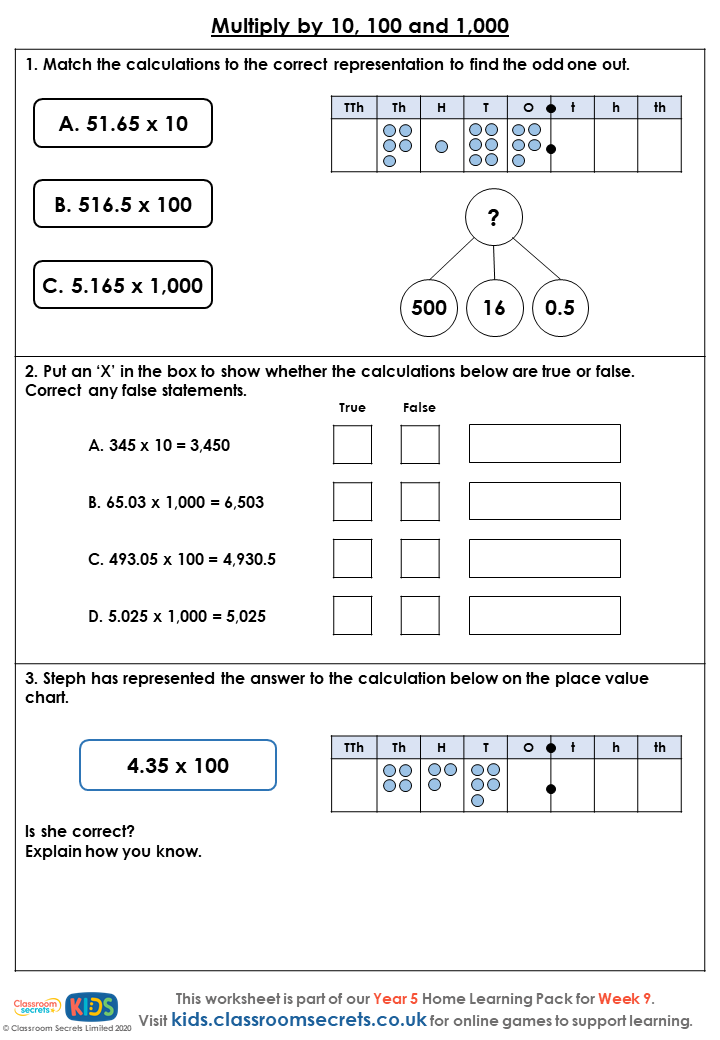 Multiply by 10, 100 and 1,000
1. Match the calculations to the correct representation to find the odd one out.
A. 51.65 x 10
TTh Th H T O t h th
B. 516.5 x 100
?
C. 5.165 x 1,000
500 16 0.5
2. Put an ‘X’ in the box to show whether the calculations below are true or false.
Correct any false statements.
True False
A. 345 x 10 = 3,450
B. 65.03 x 1,000 = 6,503
C. 493.05 x 100 = 4,930.5
D. 5.025 x 1,000 = 5,025
3. Steph has represented the answer to the calculation below on the place value
chart.
TTh Th H T O t h th
4.35 x 100
Is she correct?
Explain how you know.
Classroom
secrets
KIDS
© Classroom Secrets Limited 2020
This worksheet is part of our Year 5 Home Learning Pack for Week 9.
Visit kids.classroomsecrets.co.uk for online games to support learning.